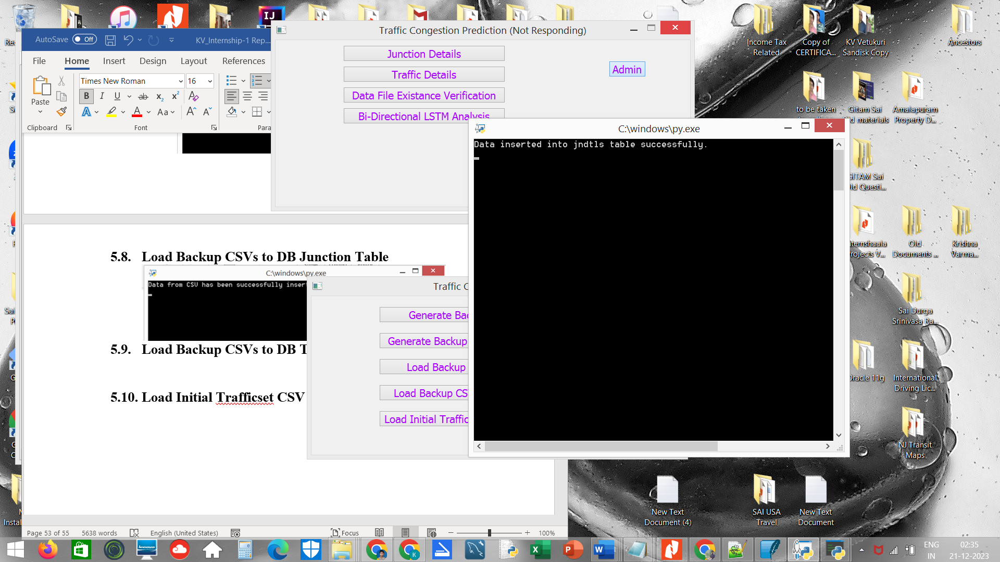 AutoSave Off
KV_Internship-1 Rep...
File Home Insert Design Layout References
Paste
Times New Roman 16
Clipboard Font Para
Traffic Congestion Prediction (Not Responding)
Junction Details
Traffic Details
Data File Existance Verification
Bi-Directional LSTM Analysis
Admin
C:\windows\py.exe
Data inserted into jndtls table successfully.
5.8. Load Backup CSVs to DB Junction Table
C:\windows\py.exe
Data from CSV has been successfully inser
5.9. Load Backup CSVs to DB T
5.10. Load Initial Trafficset CSV
Traffic C
Generate Bac
Generate Backup
Load Backup
Load Backup CS
Load Initial Traffic
Page 53 of 55 5638 words English (United States) Focus 100%
Income Tax
Related
Copy of
CERTIFICA...
KV Vetukuri
Sandisk Copy
Ancestors
to be taken
Gitam Sai
Old materials
Amalapuram
Property D...
GITAM Sai
Old Questi...
Internshaala
Projects V...
Old
Documents ...
Krishna
Varma...
Sai Durga
Srinivasa Ra...
Oracle 11g
International
Driving Lic...
NJ Transit
Maps
New Text
Document (4)
SAI USA
Travel
New Text
Document
ENG
IN
02:35
21-12-2023